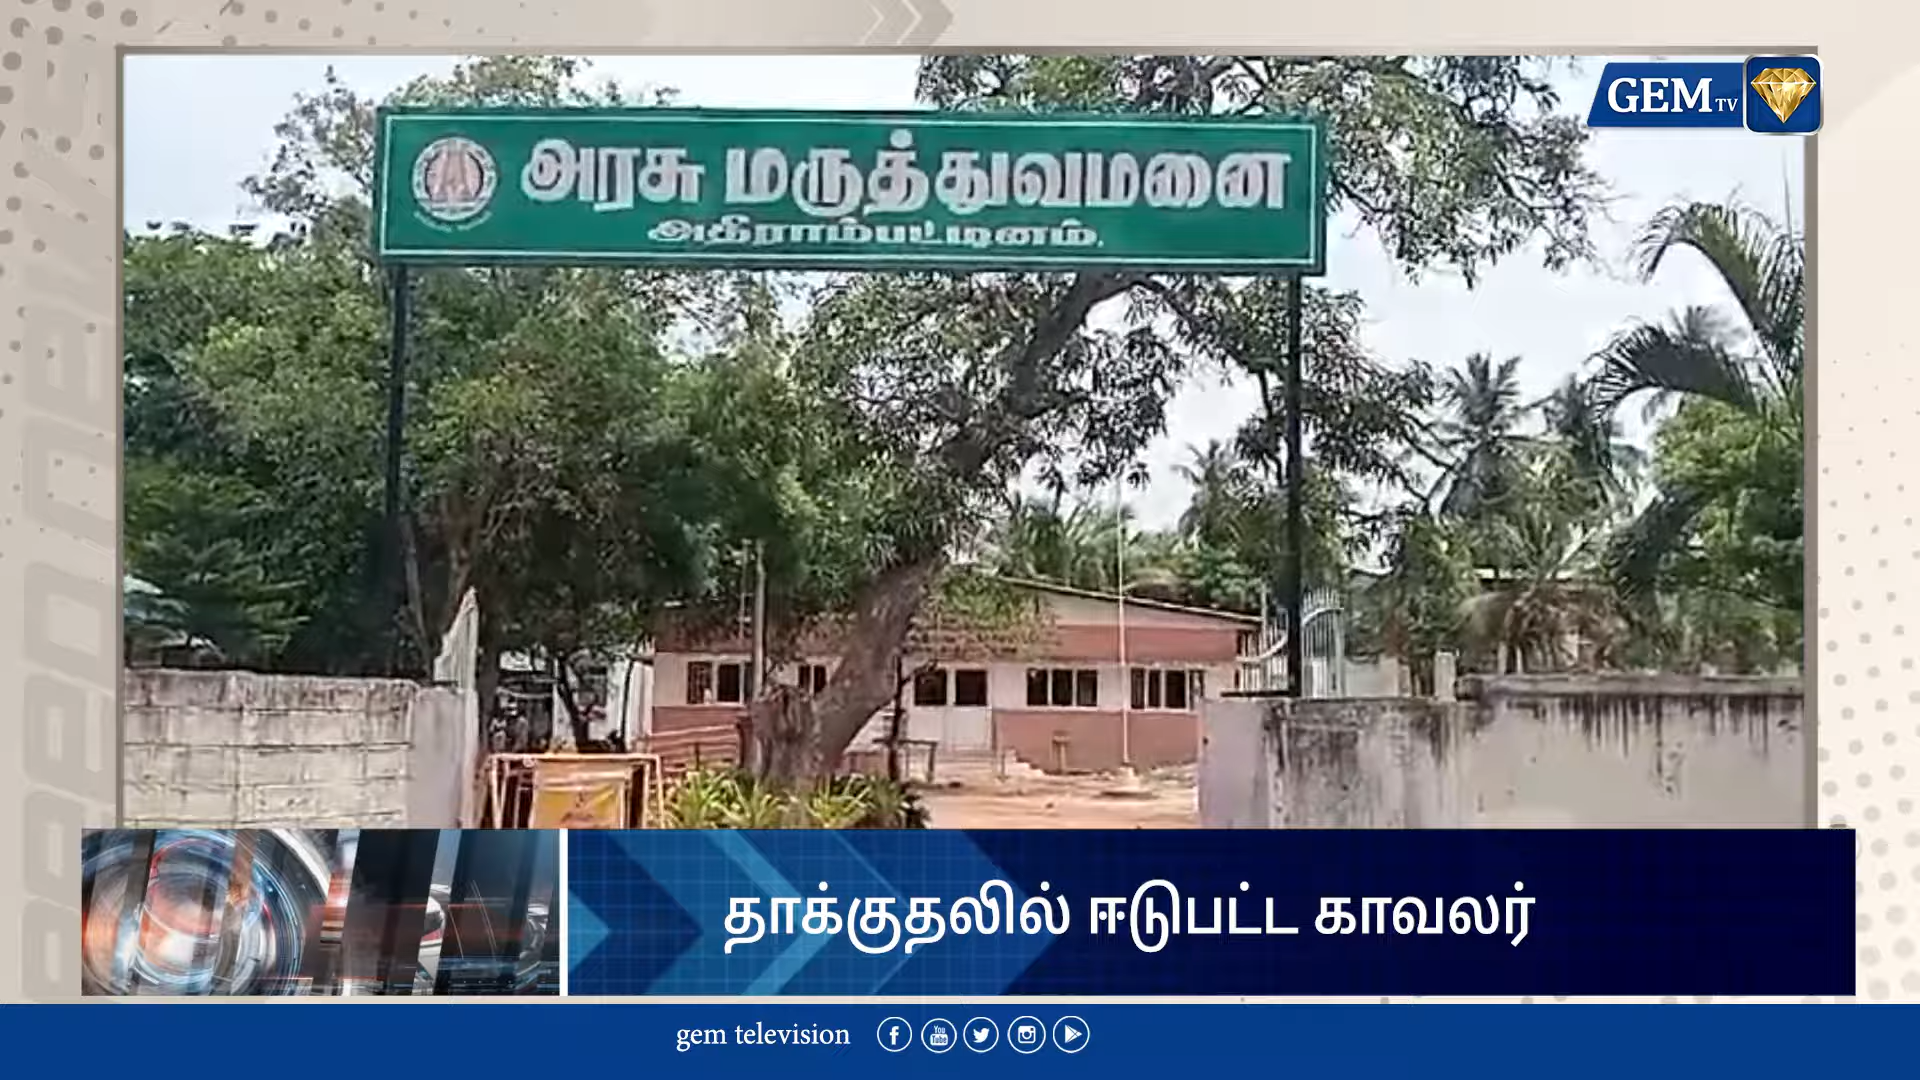 GEM TV
அரசு மருத்துவமனை
அதிராம்பட்டினம்.
தாக்குதலில் ஈடுபட்ட காவலர்
gem television